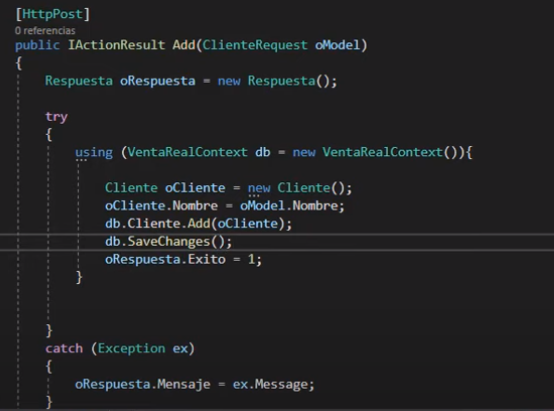 [HttpPost]
0 referencias
public IActionResult Add(ClienteRequest oModel)
{
Respuesta oRespuesta = new Respuesta();
try
{
using (VentaRealContext db = new VentaRealContext()){
Cliente oCliente = new Cliente();
oCliente.Nombre = oModel.Nombre;
db.Cliente.Add(oCliente);
db.SaveChanges();
oRespuesta.Exito = 1;
}
}
catch (Exception ex)
{
oRespuesta.Mensaje = ex.Message;
}